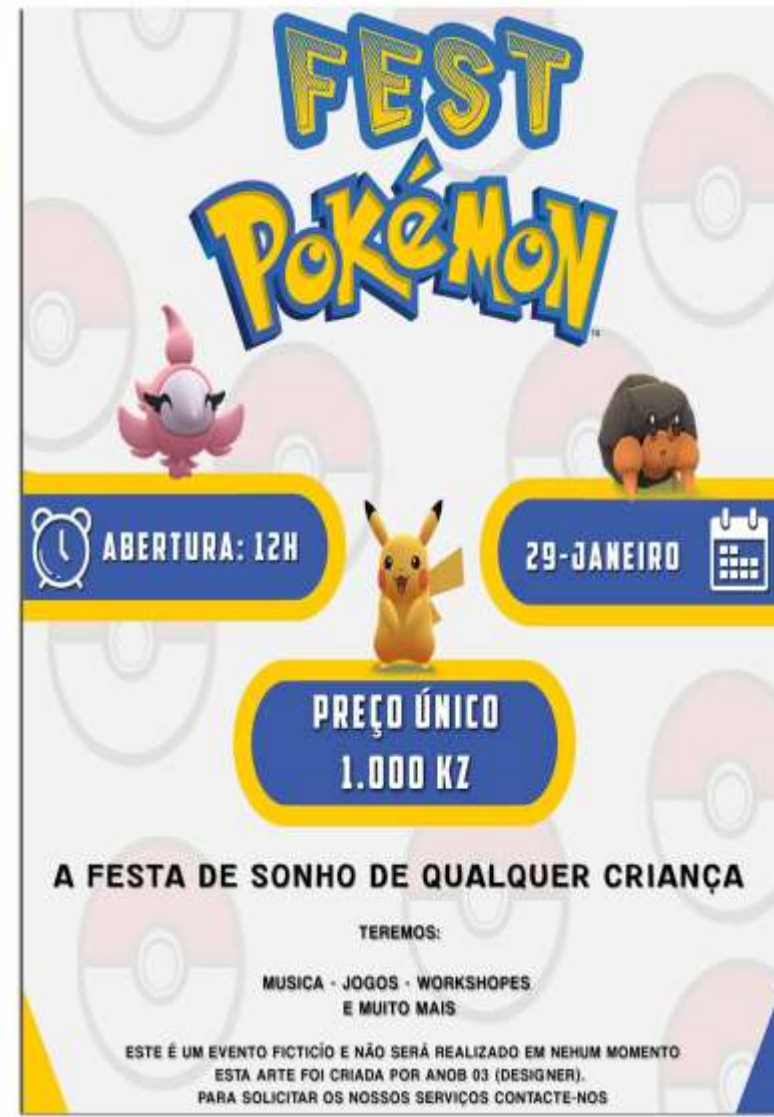 FEST
POKÉMON
TM
ABERTURA: 12H
29-JANEIRO
PREÇO ÚNICO
1.000 KZ
A FESTA DE SONHO DE QUALQUER CRIANÇA
TEREMOS:
MUSICA - JOGOS - WORKSHOPES
E MUITO MAIS
ESTE É UM EVENTO FICTICÍO E NÃO SERÁ REALIZADO EM NEHUM MOMENTO
ESTA ARTE FOI CRIADA POR ANOB 03 (DESIGNER).
PARA SOLICITAR OS NOSSOS SERVIÇOS CONTACTE-NOS